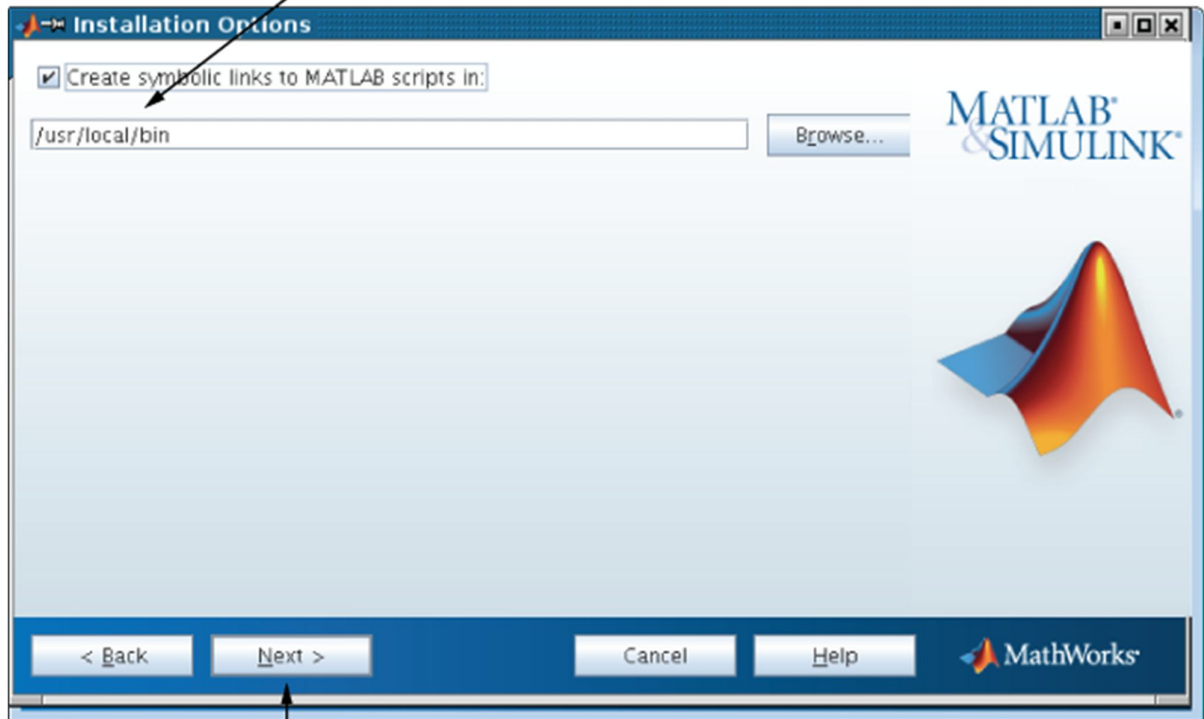 Installation Options
Create symbolic links to MATLAB scripts in:
/usr/local/bin
Browse...
MATLAB®
&SIMULINK®
®
< Back
Next >
Cancel
Help
MathWorks®